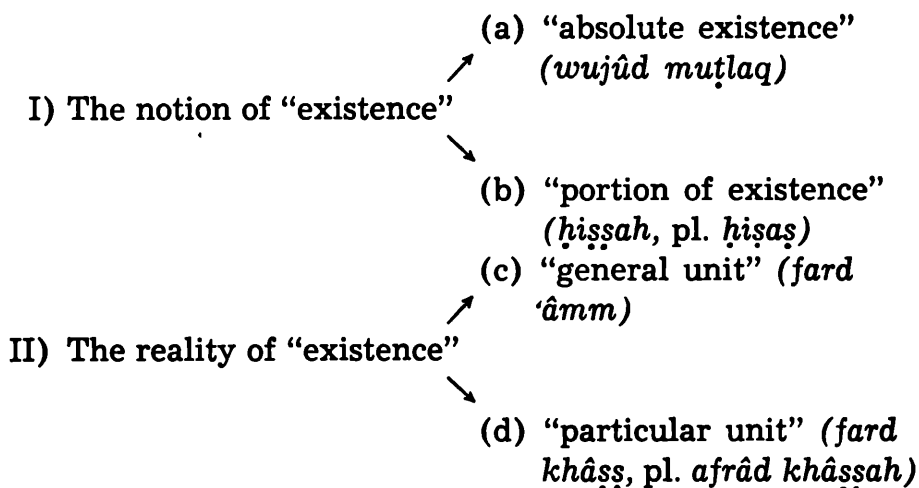 (a) “absolute existence”
(wujûd muṭlaq)
I) The notion of “existence”
(b) “portion of existence”
(ḥiṣṣah, pl. ḥiṣaṣ)
(c) “general unit” (fard
‘âmm)
II) The reality of “existence”
(d) “particular unit” (fard
khâṣṣ, pl. afrâd khâṣṣah)